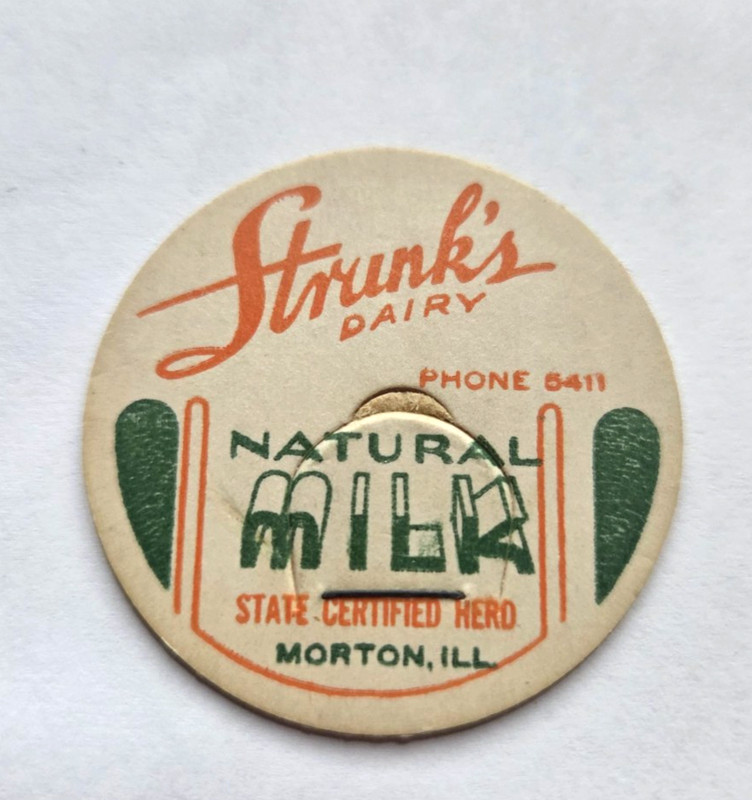 Strunk's
DAIRY
PHONE 5411
NATURAL
MILK
STATE CERTIFIED HERD
MORTON, ILL.